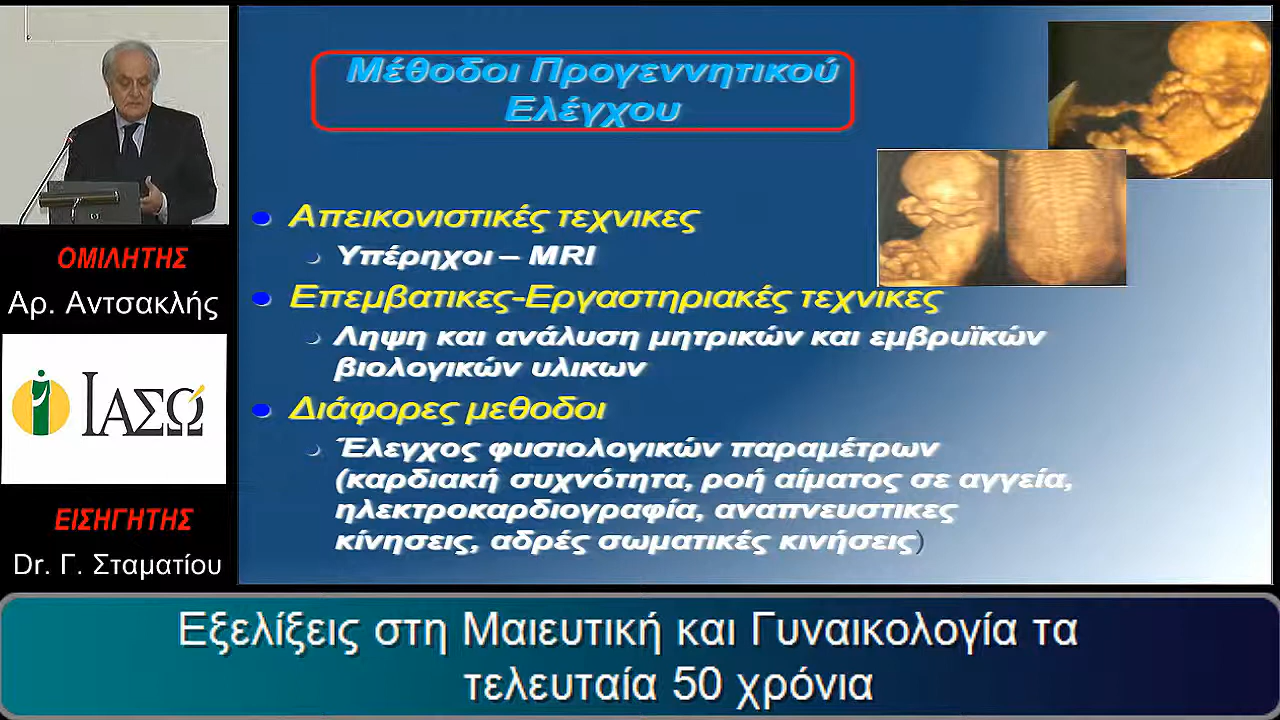 Μέθοδοι Προγεννητικού
Ελέγχου
Απεικονιστικές τεχνικες
Υπέρηχοι – MRI
Επεμβατικες-Εργαστηριακές τεχνικες
Ληψη και ανάλυση μητρικών και εμβρυϊκών
βιολογικών υλικων
Διάφορες μεθοδοι
Έλεγχος φυσιολογικών παραμέτρων
(καρδιακή συχνότητα, ροή αίματος σε αγγεία,
ηλεκτροκαρδιογραφία, αναπνευστικες
κίνησεις, αδρές σωματικές κινήσεις)
ΟΜΙΛΗΤΗΣ
Αρ. Αντσακλής
ΙΑΣΩ
ΕΙΣΗΓΗΤΗΣ
Dr. Γ. Σταματίου
Εξελίξεις στη Μαιευτική και Γυναικολογία τα
τελευταία 50 χρόνια